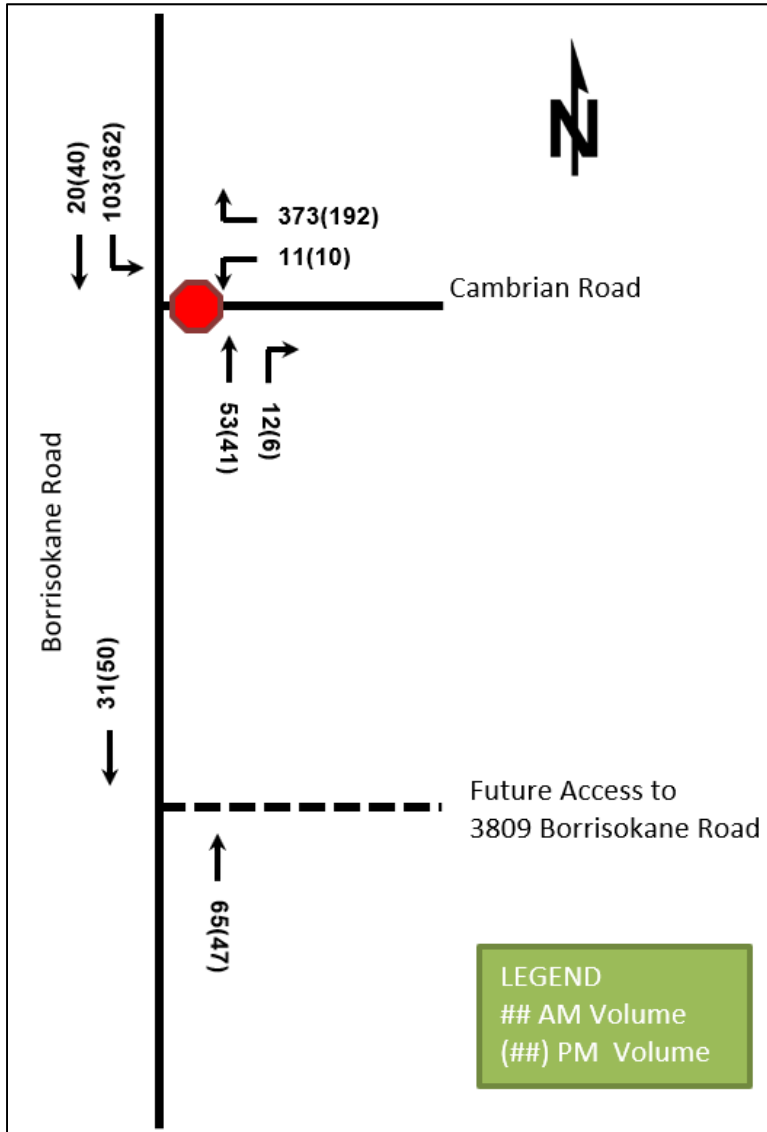 N
20(40)
103(362)
373(192)
11(10)
Cambrian Road
53(41)
12(6)
Borrisokane Road
31(50)
Future Access to
3809 Borrisokane Road
65(47)
LEGEND
## AM Volume
(##) PM  Volume